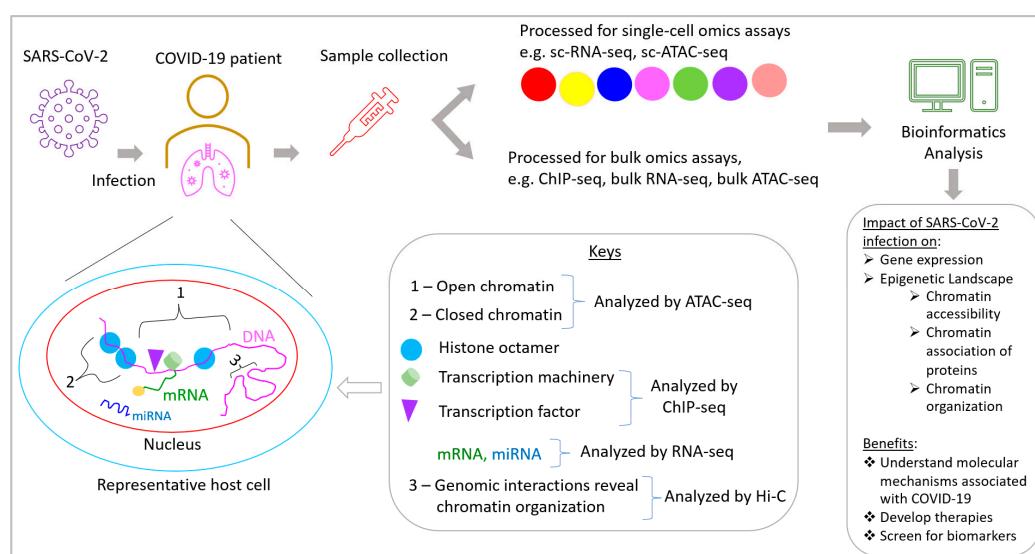 SARS-CoV-2
Infection
COVID-19 patient
Sample collection
Processed for single-cell omics assays
e.g. sc-RNA-seq, sc-ATAC-seq
Processed for bulk omics assays,
e.g. ChIP-seq, bulk RNA-seq, bulk ATAC-seq
Bioinformatics
Analysis
Impact of SARS-CoV-2
infection on:
➢ Gene expression
➢ Epigenetic Landscape
➢ Chromatin
accessibility
➢ Chromatin
association of
proteins
➢ Chromatin
organization
Benefits:
❖ Understand molecular
mechanisms associated
with COVID-19
❖ Develop therapies
❖ Screen for biomarkers
1
DNA
3
2
mRNA
miRNA
Nucleus
Representative host cell
Keys
1 – Open chromatin
2 – Closed chromatin
Analyzed by ATAC-seq
Histone octamer
Transcription machinery
Transcription factor
Analyzed by
ChIP-seq
mRNA, miRNA
Analyzed by RNA-seq
3 – Genomic interactions reveal
chromatin organization
Analyzed by Hi-C